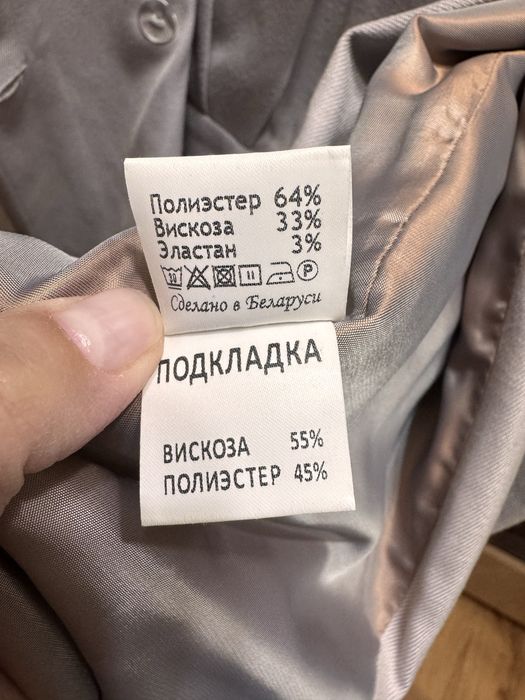 Полиэстер 64%
Вискоза 33%
Эластан 3%
Сделано в Беларуси
ПОДКЛАДКА
ВИСКОЗА 55%
ПОЛИЭСТЕР 45%